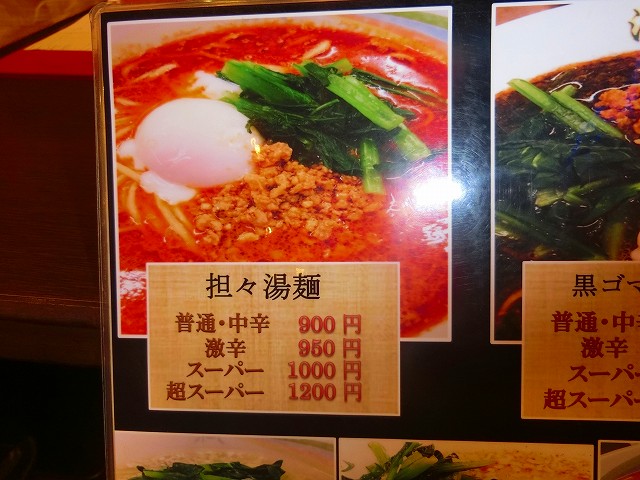 担々湯麺
普通・中辛 900円
激辛 950円
スーパー 1000円
超スーパー 1200円
黒ゴマ
普通・中辛
激辛
スーパー
超スーパー